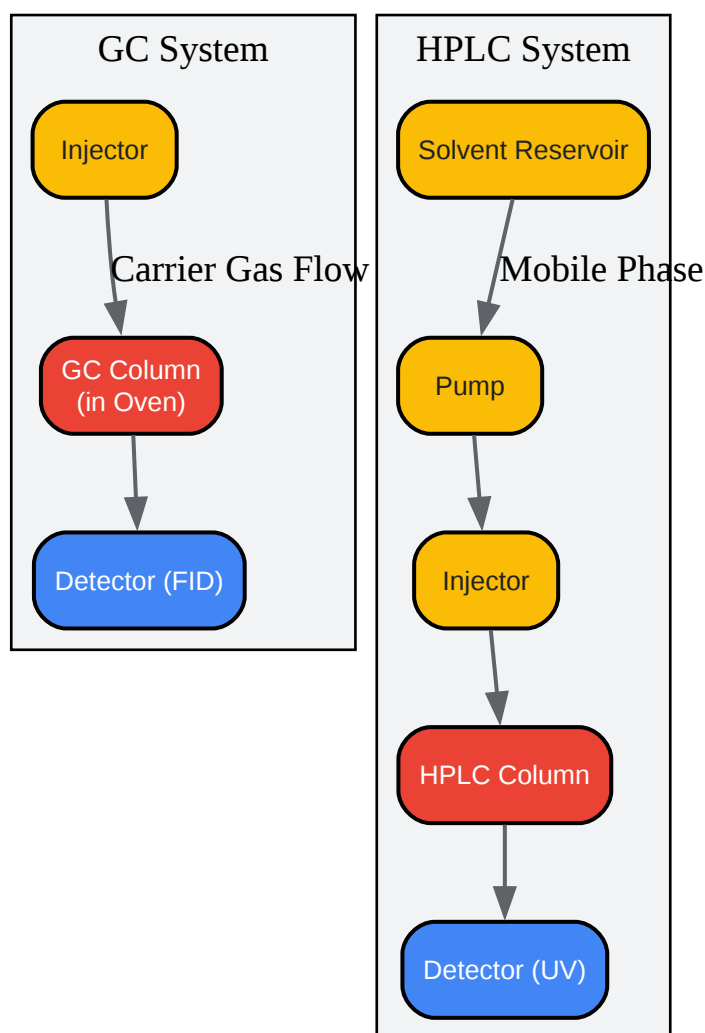 GC System
Injector
Carrier Gas Flow
GC Column
(in Oven)
Detector (FID)
HPLC System
Solvent Reservoir
Mobile Phase
Pump
Injector
HPLC Column
Detector (UV)